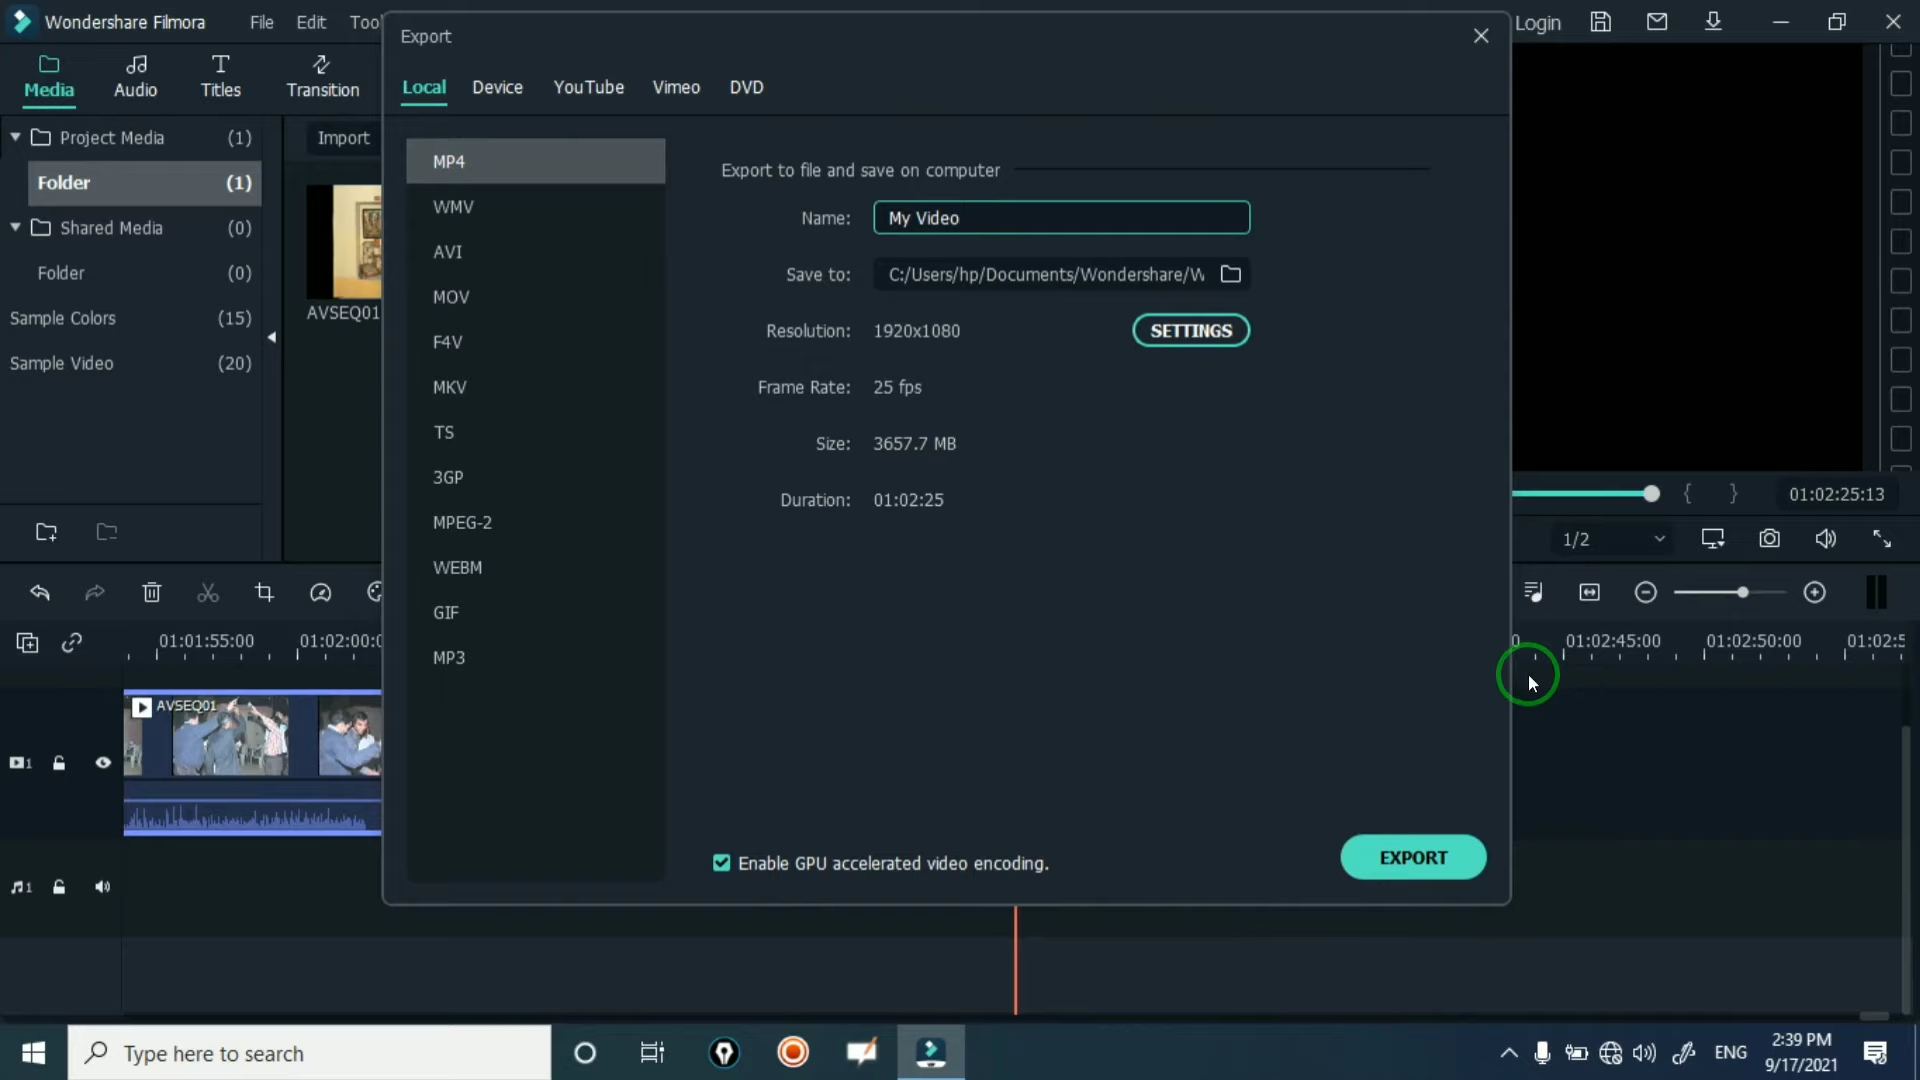 Wondershare Filmora
File
Edit
Login
Export
Media
Audio
Titles
Transition
Local
Device
YouTube
Vimeo
DVD
Project Media (1)
Folder (1)
Shared Media (0)
Folder (0)
Sample Colors (15)
Sample Video (20)
Import
AVSEQ01
MP4
WMV
AVI
MOV
F4V
MKV
TS
3GP
MPEG-2
WEBM
GIF
MP3
Export to file and save on computer
Name: My Video
Save to: C:/Users/hp/Documents/Wondershare/W
Resolution: 1920x1080
SETTINGS
Frame Rate: 25 fps
Size: 3657.7 MB
Duration: 01:02:25
Enable GPU accelerated video encoding.
EXPORT
{ } 01:02:25:13
1/2
01:01:55:00
01:02:00:0
01:02:45:00
01:02:50:00
01:02:5
AVSEQ01
1
1
Type here to search
ENG
2:39 PM
9/17/2021